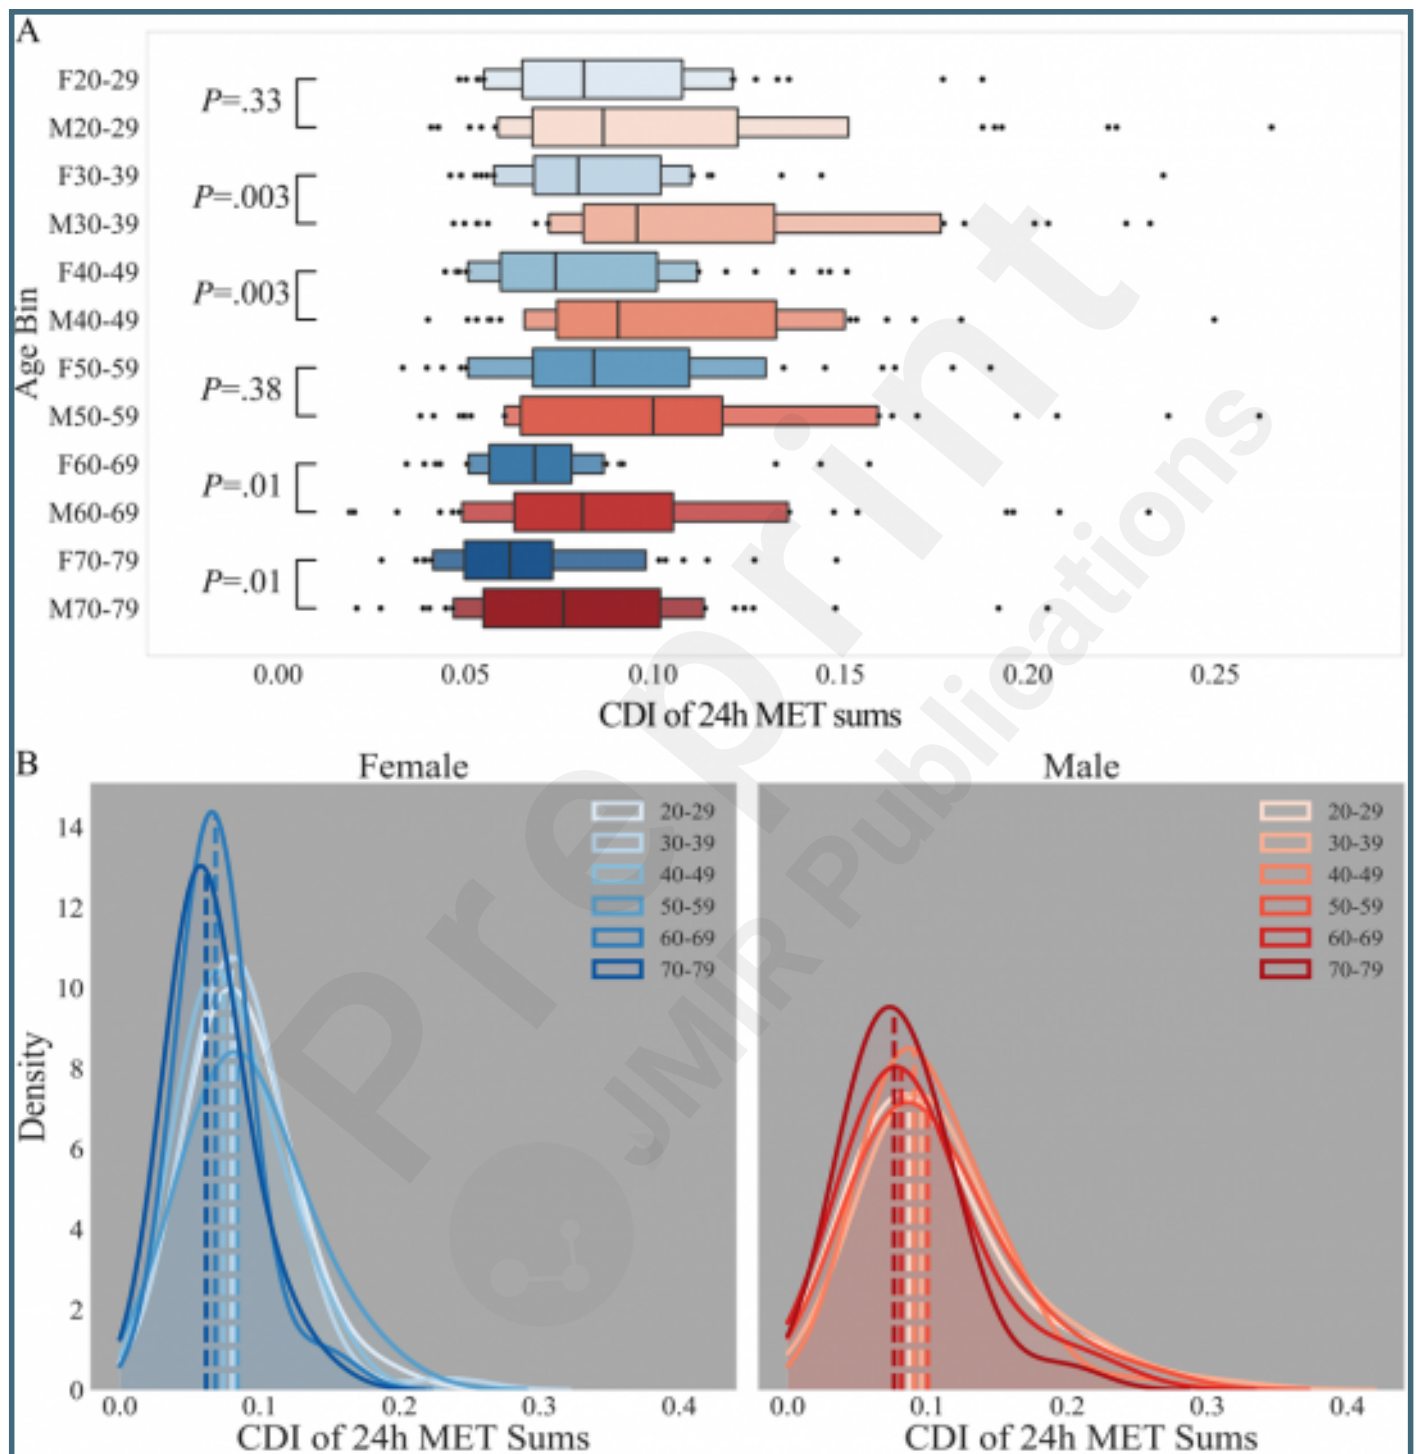 A
F20-29
P=.33
M20-29
F30-39
P=.003
M30-39
F40-49
P=.003
M40-49
Age Bin
F50-59
P=.38
M50-59
F60-69
P=.01
M60-69
F70-79
P=.01
M70-79
0.00 0.05 0.10 0.15 0.20 0.25
CDI of 24h MET sums
Preprint
JMIR Publications
B
Female
Male
20-29
30-39
40-49
50-59
60-69
70-79
20-29
30-39
40-49
50-59
60-69
70-79
Density
14
12
10
8
6
4
2
0
0.0 0.1 0.2 0.3 0.4
0.0 0.1 0.2 0.3 0.4
CDI of 24h MET Sums
CDI of 24h MET Sums